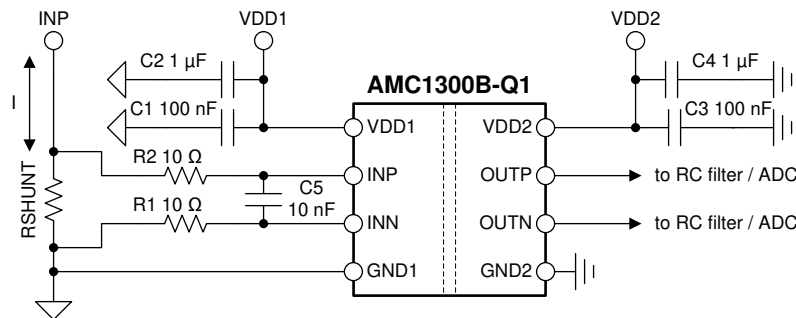 INP
VDD1
VDD2
C2 1 µF
C4 1 µF
AMC1300B-Q1
C1 100 nF
C3 100 nF
I
VDD1
VDD2
R2 10 Ω
INP
OUTP
to RC filter / ADC
RSHUNT
C5
10 nF
R1 10 Ω
INN
OUTN
to RC filter / ADC
GND1
GND2